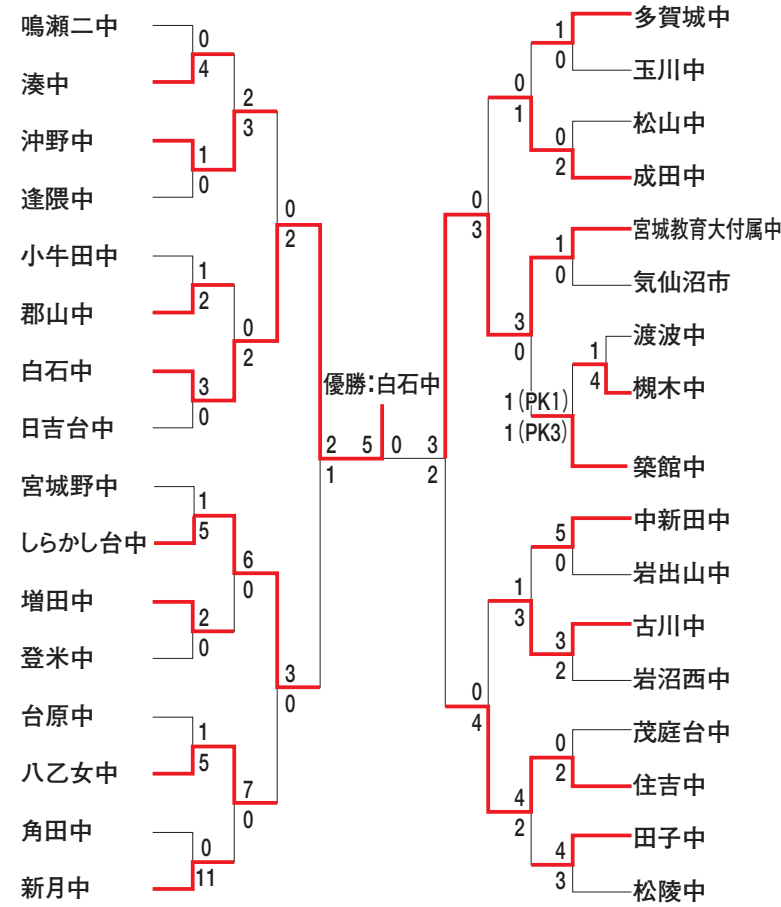 鳴瀬二中
0
4
湊中
2
3
沖野中
1
0
逢隈中
0
2
小牛田中
1
2
郡山中
0
2
白石中
3
0
日吉台中
2
1
宮城野中
1
5
しらかし台中
6
0
増田中
2
0
登米中
3
0
台原中
1
5
八乙女中
7
0
角田中
0
11
新月中
優勝:白石中
5 0
多賀城中
1
0
玉川中
0
1
松山中
0
2
成田中
0
3
宮城教育大付属中
1
0
気仙沼市
3
0
渡波中
1
4
槻木中
1(PK1)
1(PK3)
築館中
3
2
中新田中
5
0
岩出山中
1
3
古川中
3
2
岩沼西中
0
4
茂庭台中
0
2
住吉中
4
2
田子中
4
3
松陵中